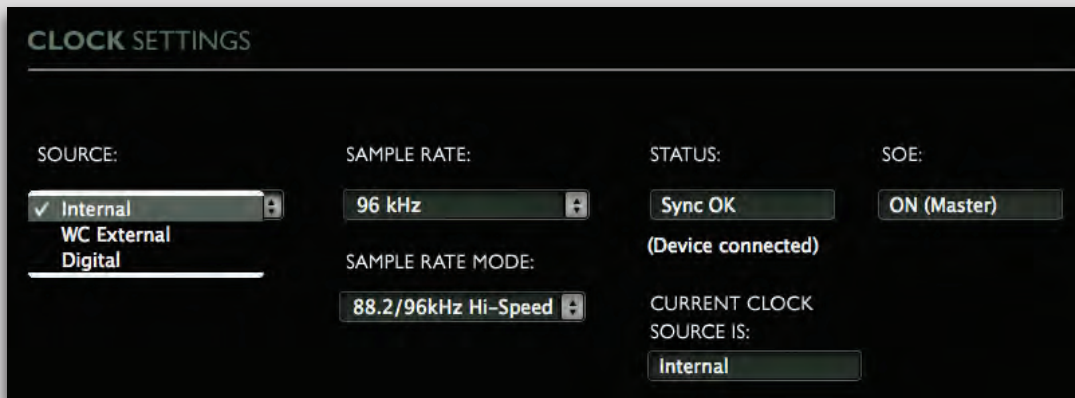 CLOCK SETTINGS
SOURCE:
✓ Internal
WC External
Digital
SAMPLE RATE:
96 kHz
SAMPLE RATE MODE:
88.2/96kHz Hi-Speed
STATUS:
Sync OK
(Device connected)
CURRENT CLOCK
SOURCE IS:
Internal
SOE:
ON (Master)